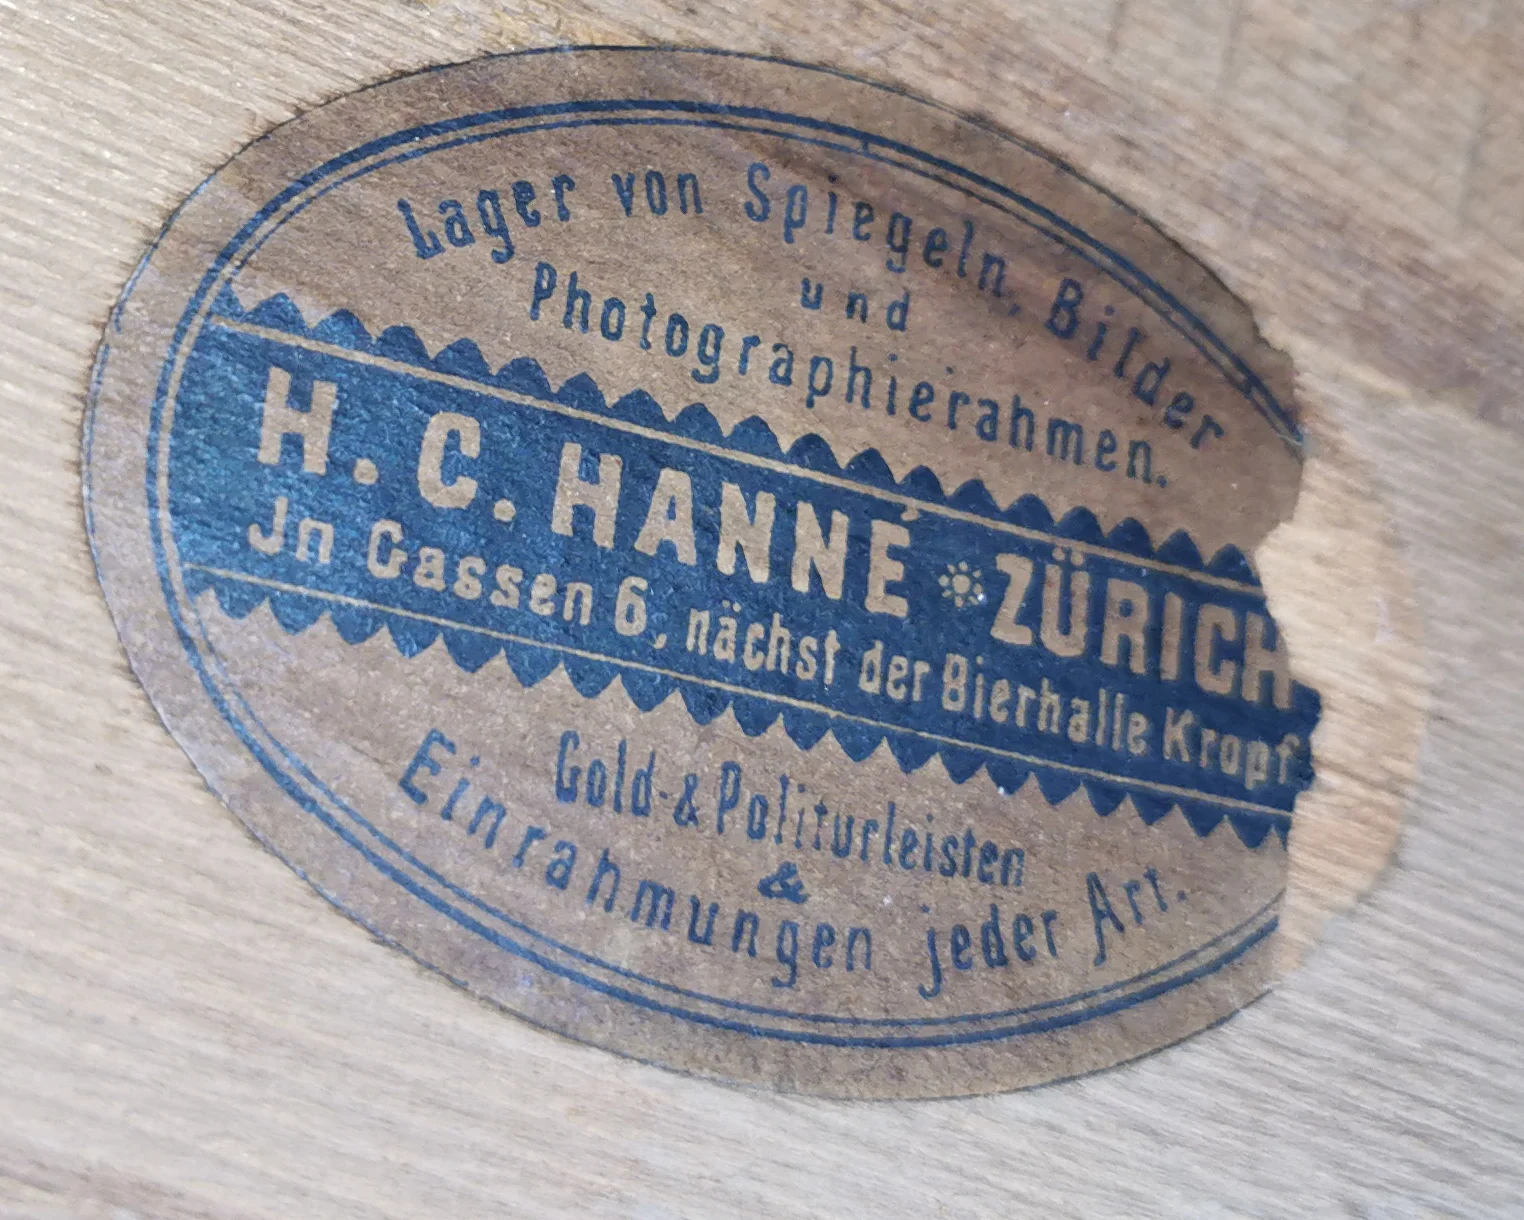 Lager von Spiegeln, Bilder
und
Photographierahmen.
H. C. HANNÉ ZÜRICH
Jn Gassen 6, nächst der Bierhalle Kropf
Gold- & Politurleisten
&
Einrahmungen jeder Art.